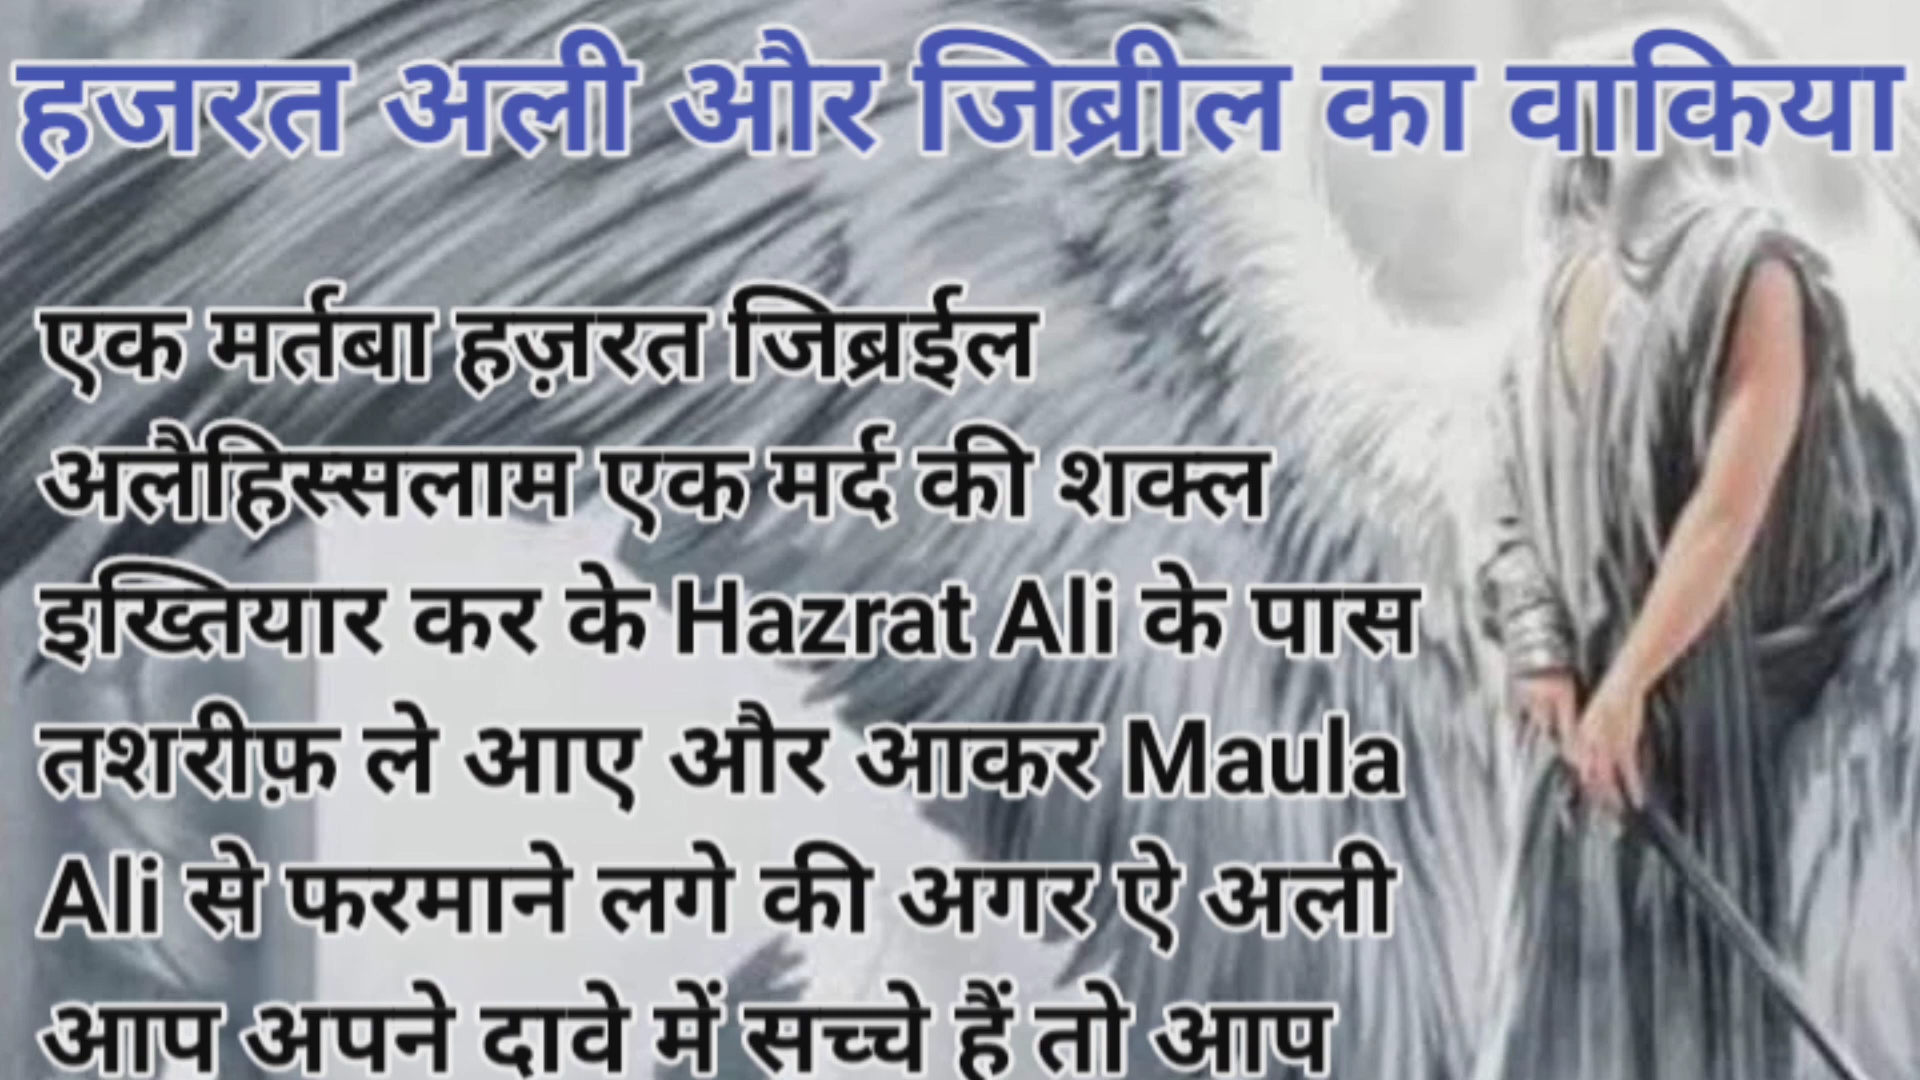 हजरत अली और जिब्रील का वाकिया
एक मर्तबा हज़रत जिब्रईल
अलैहिस्सलाम एक मर्द की शक्ल
इख्तियार कर के Hazrat Ali के पास
तशरीफ़ ले आए और आकर Maula
Ali से फरमाने लगे की अगर ऐ अली
आप अपने दावे में सच्चे हैं तो आप